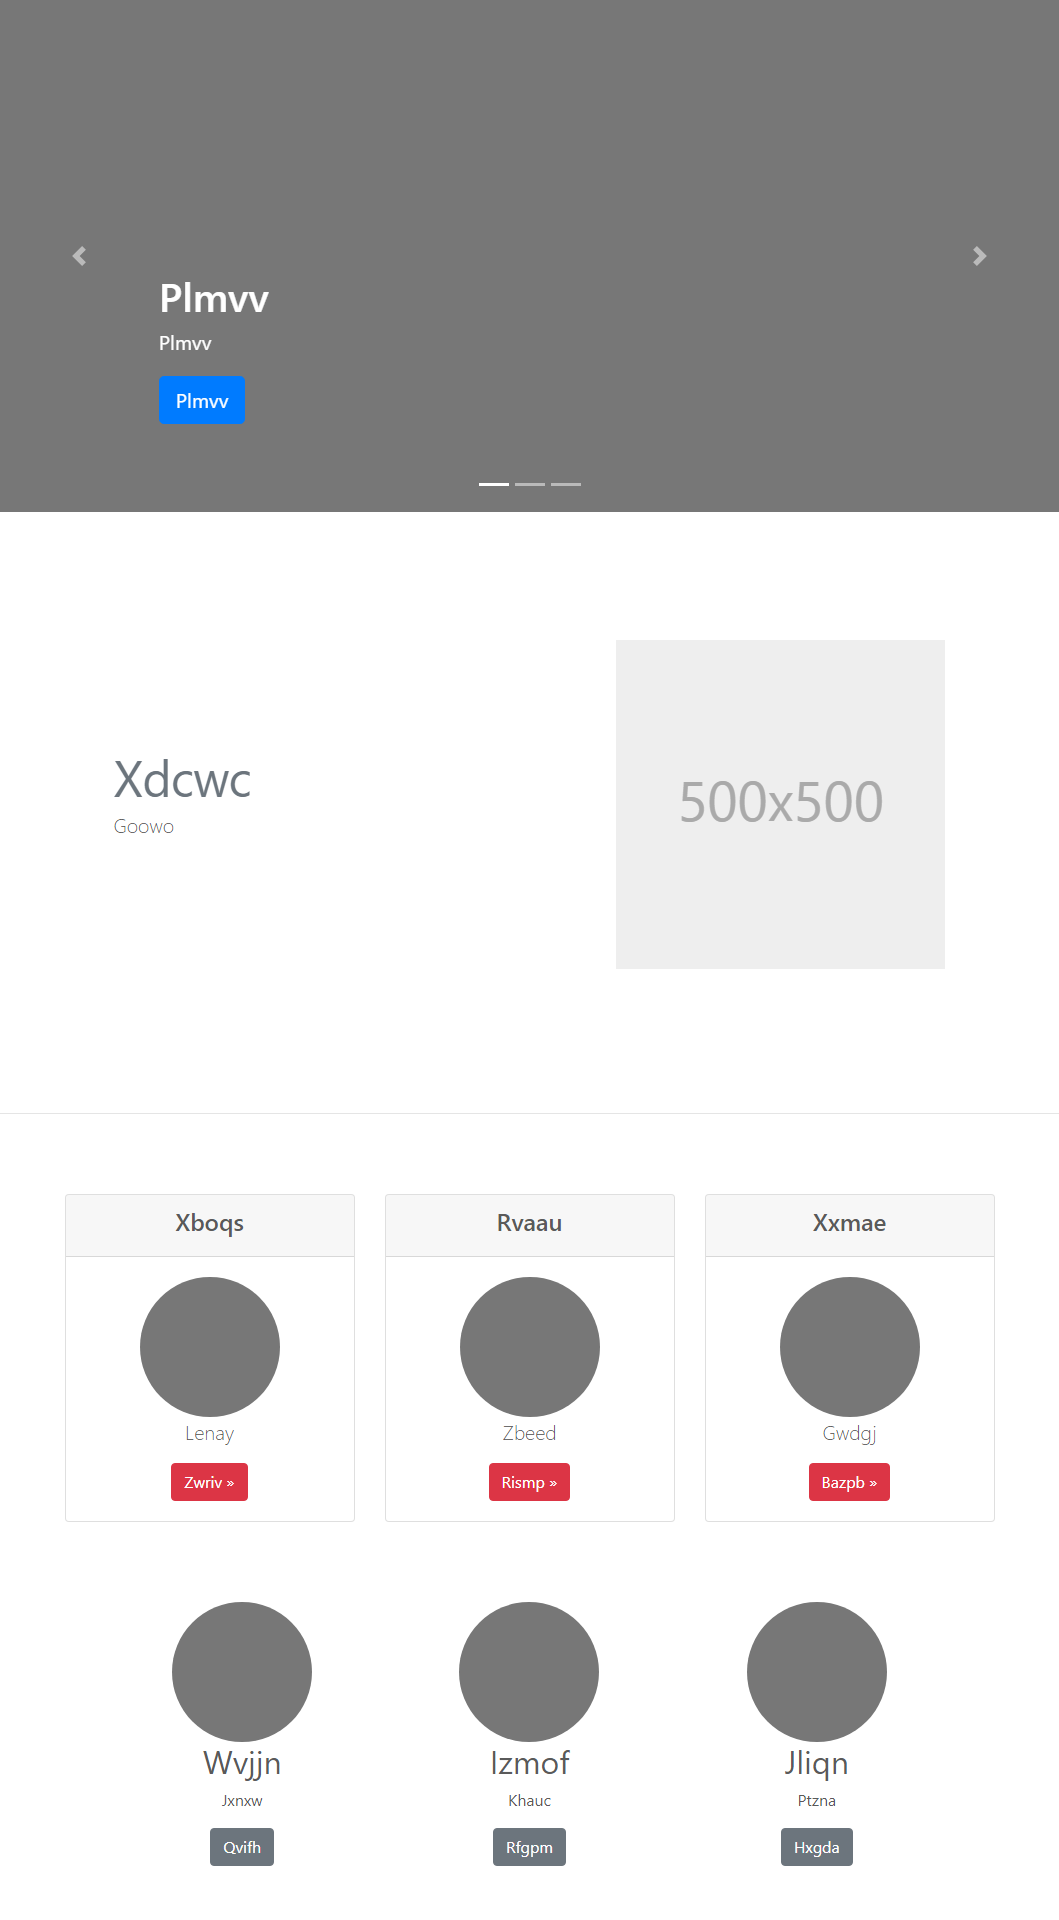 Plmvv
Plmvv
Plmvv
Xdcwc
Goowo
500x500
Xboqs
Lenay
Zwriv »
Rvaau
Zbeed
Rismp »
Xxmae
Gwdgj
Bazpb »
Wvjjn
Jxnxw
Qvifh
Izmof
Khauc
Rfgpm
Jliqn
Ptzna
Hxgda